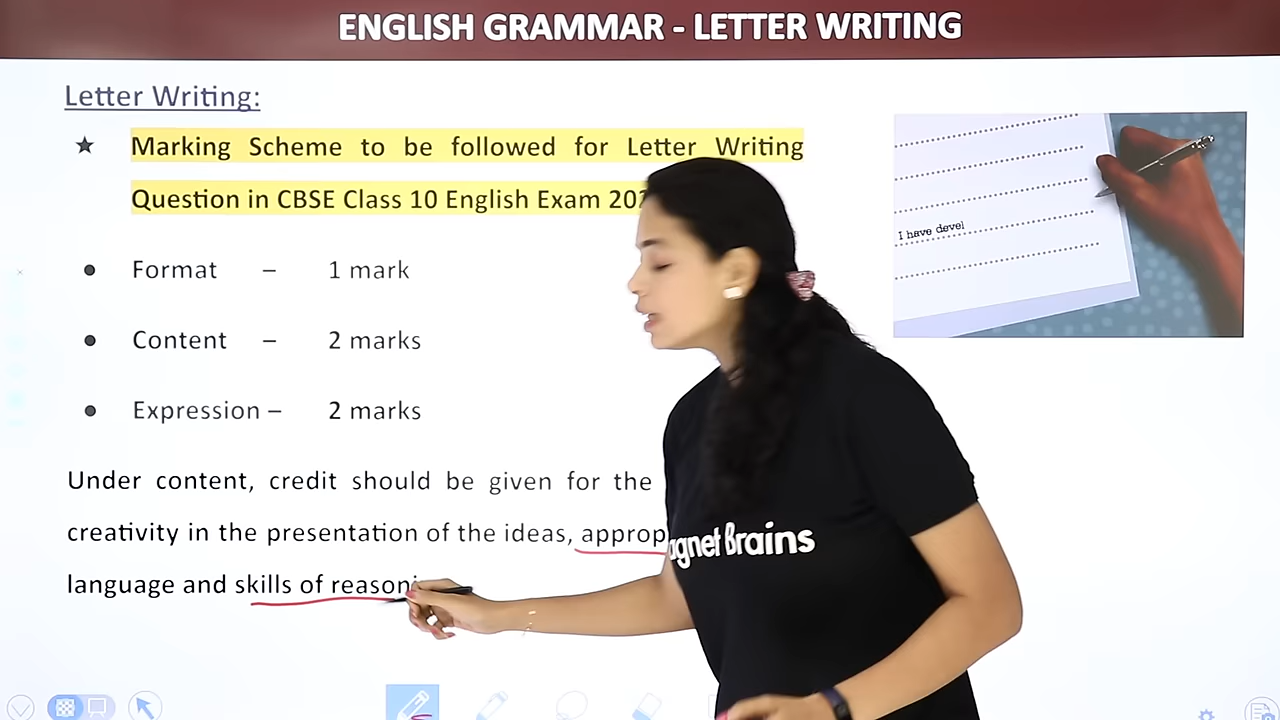 ENGLISH GRAMMAR - LETTER WRITING
Letter Writing:
★ Marking Scheme to be followed for Letter Writing
Question in CBSE Class 10 English Exam
• Format – 1 mark
• Content – 2 marks
• Expression – 2 marks
Under content, credit should be given for the
creativity in the presentation of the ideas,
language and skills of
I have devel
agnet Brains